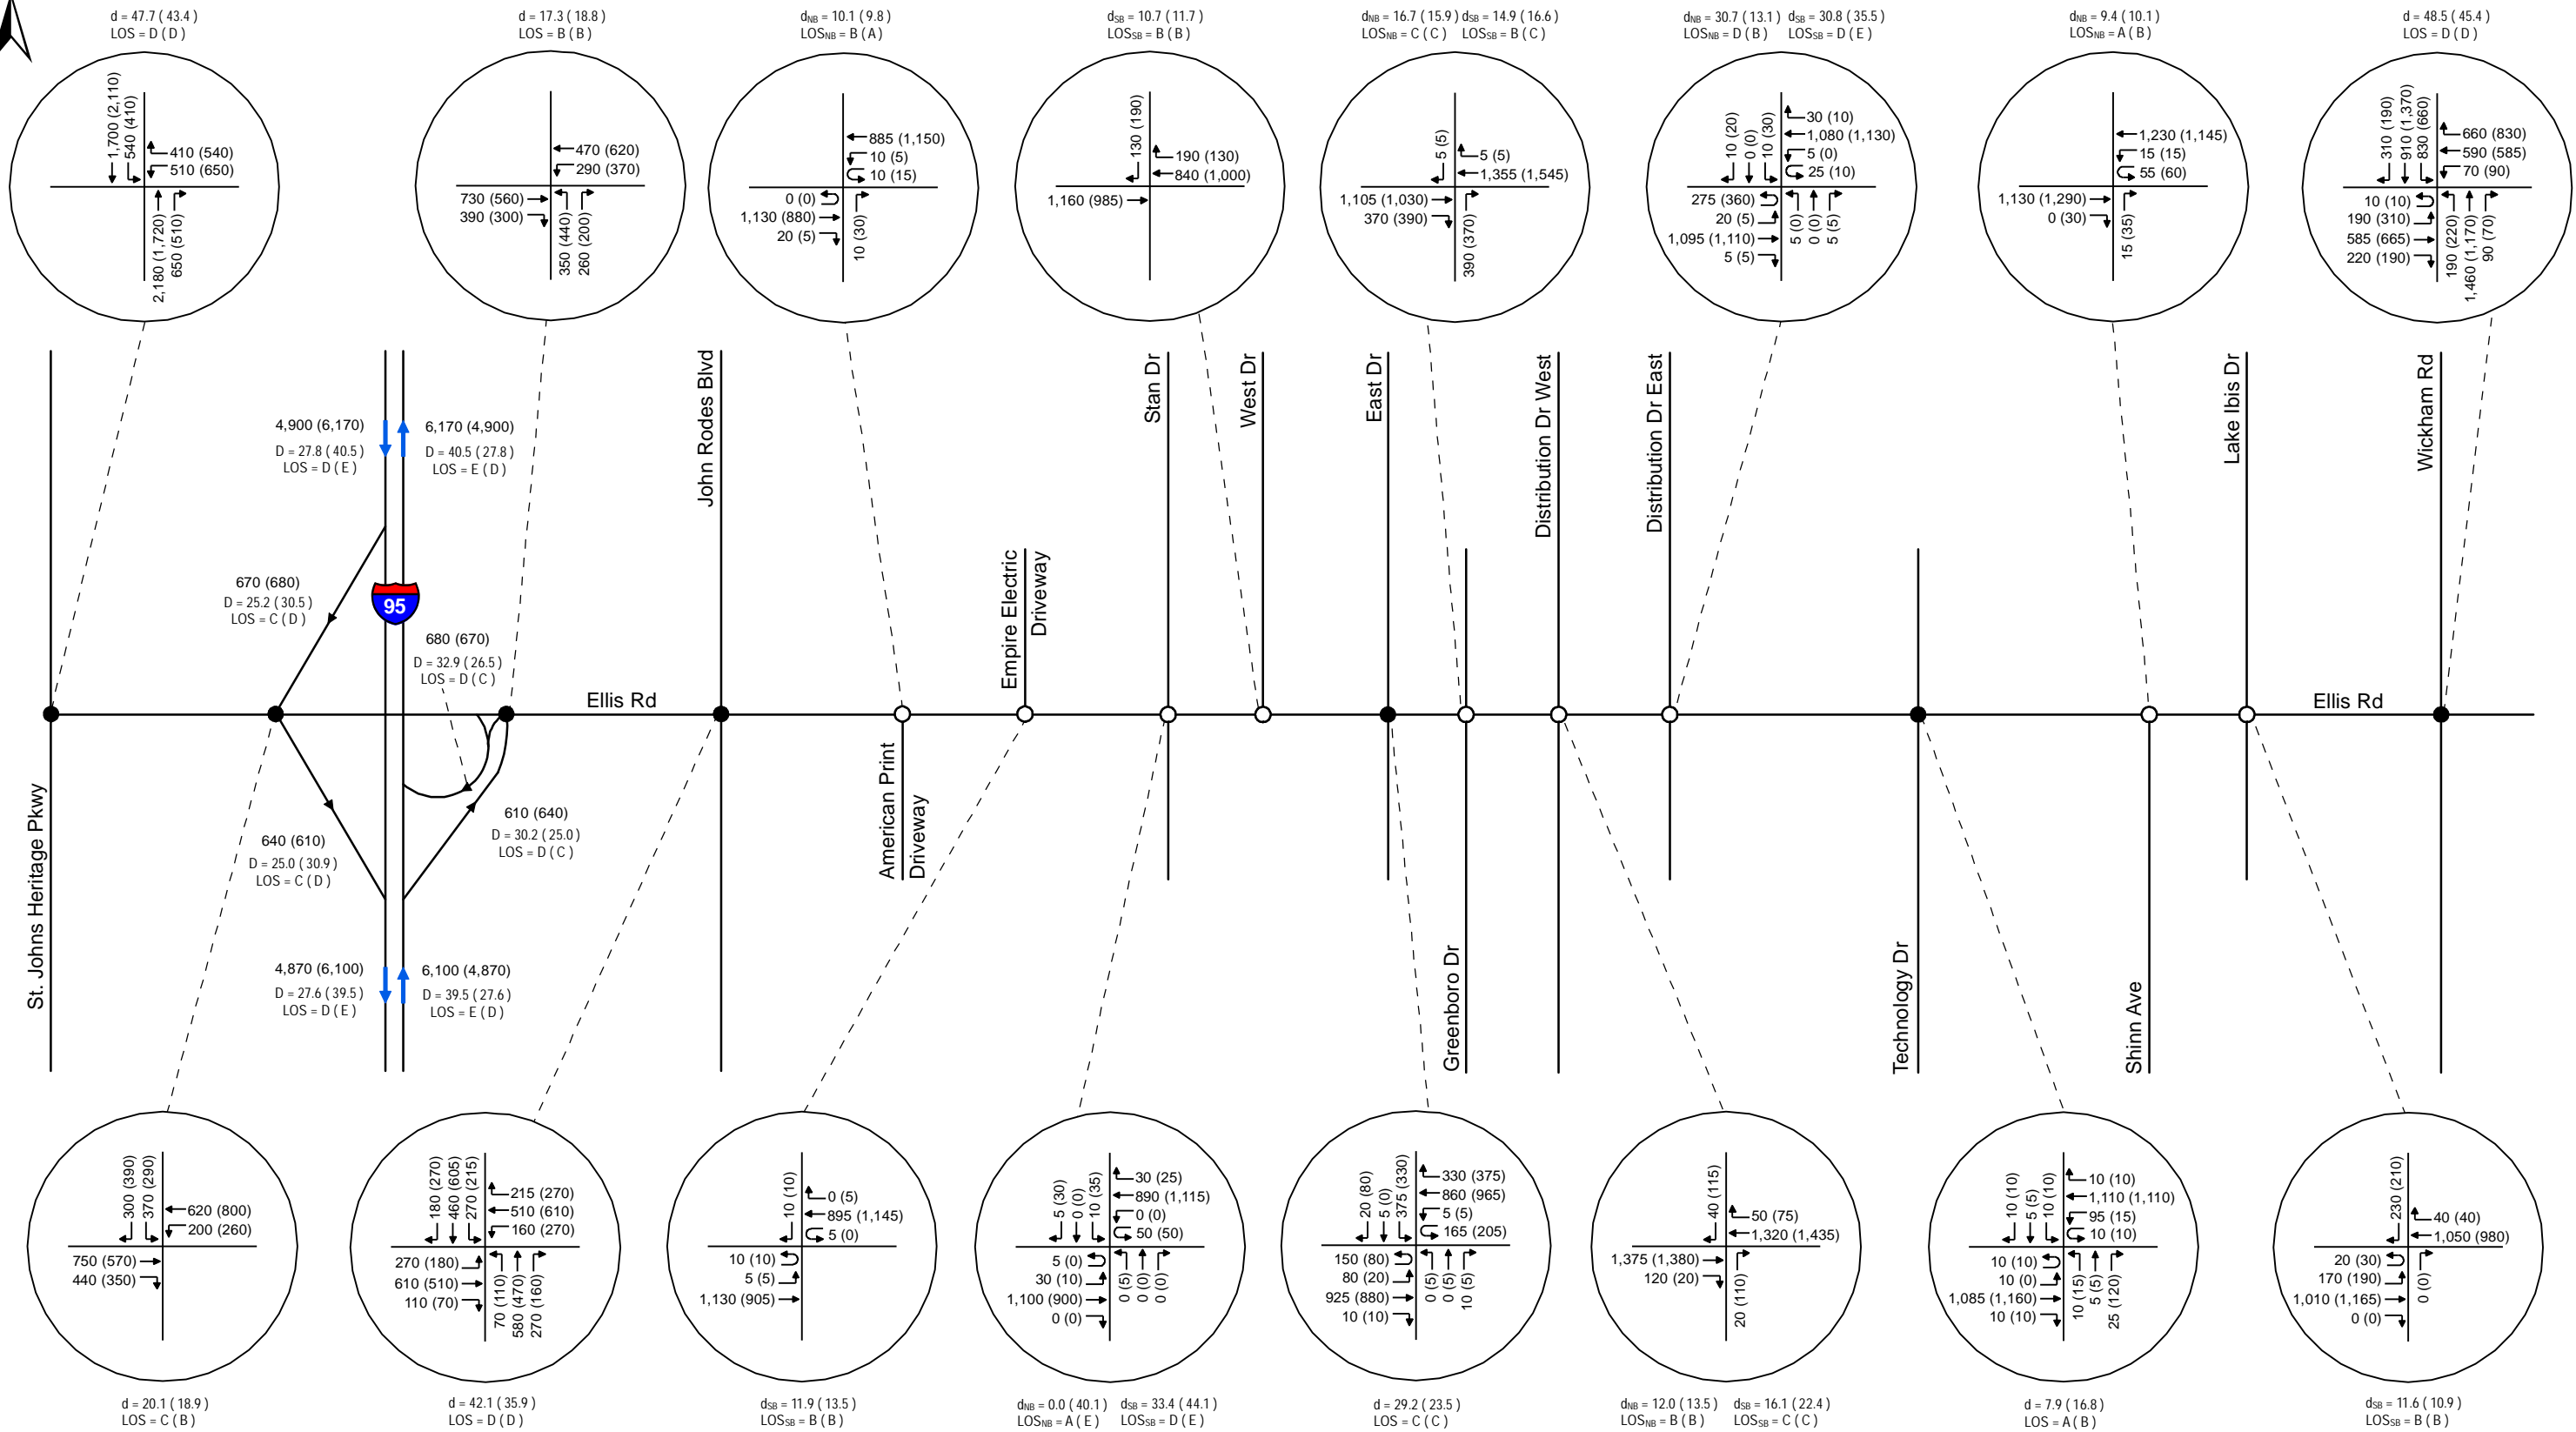 d = 47.7 ( 43.4 )
LOS = D ( D )
1,700 (2,110)
540 (410)
410 (540)
510 (650)
2,180 (1,720)
650 (510)
d = 17.3 ( 18.8 )
LOS = B ( B )
470 (620)
290 (370)
730 (560)
390 (300)
350 (440)
260 (200)
dNB = 10.1 ( 9.8 )
LOSNB = B ( A )
885 (1,150)
10 (5)
10 (15)
0 (0)
1,130 (880)
20 (5)
10 (30)
dSB = 10.7 ( 11.7 )
LOSSB = B ( B )
130 (190)
190 (130)
840 (1,000)
1,160 (985)
dNB = 16.7 ( 15.9 ) dSB = 14.9 ( 16.6 )
LOSNB = C ( C ) LOSSB = B ( C )
5 (5)
5 (5)
1,355 (1,545)
1,105 (1,030)
370 (390)
390 (370)
dNB = 30.7 ( 13.1 ) dSB = 30.8 ( 35.5 )
LOSNB = D ( B ) LOSSB = D ( E )
10 (20)
0 (0)
10 (30)
30 (10)
1,080 (1,130)
5 (0)
25 (10)
275 (360)
20 (5)
1,095 (1,110)
5 (5)
5 (0)
0 (0)
5 (5)
dNB = 9.4 ( 10.1 )
LOSNB = A ( B )
1,230 (1,145)
15 (15)
55 (60)
1,130 (1,290)
0 (30)
15 (35)
d = 48.5 ( 45.4 )
LOS = D ( D )
310 (190)
910 (1,370)
830 (660)
660 (830)
590 (585)
70 (90)
10 (10)
190 (310)
585 (665)
220 (190)
190 (220)
1,460 (1,170)
90 (70)
4,900 (6,170)
D = 27.8 ( 40.5 )
LOS = D ( E )
6,170 (4,900)
D = 40.5 ( 27.8 )
LOS = E ( D )
670 (680)
D = 25.2 ( 30.5 )
LOS = C ( D )
95
680 (670)
D = 32.9 ( 26.5 )
LOS = D ( C )
640 (610)
D = 25.0 ( 30.9 )
LOS = C ( D )
610 (640)
D = 30.2 ( 25.0 )
LOS = D ( C )
4,870 (6,100)
D = 27.6 ( 39.5 )
LOS = D ( E )
6,100 (4,870)
D = 39.5 ( 27.6 )
LOS = E ( D )
St. Johns Heritage Pkwy
Ellis Rd
John Rodes Blvd
American Print
Driveway
Empire Electric
Driveway
Stan Dr
West Dr
East Dr
Greenboro Dr
Distribution Dr West
Distribution Dr East
Technology Dr
Shinn Ave
Lake Ibis Dr
Ellis Rd
Wickham Rd
300 (390)
370 (290)
620 (800)
200 (260)
750 (570)
440 (350)
d = 20.1 ( 18.9 )
LOS = C ( B )
180 (270)
460 (605)
270 (215)
215 (270)
510 (610)
160 (270)
270 (180)
610 (510)
110 (70)
70 (110)
580 (470)
270 (160)
d = 42.1 ( 35.9 )
LOS = D ( D )
10 (10)
0 (5)
895 (1,145)
5 (0)
10 (10)
5 (5)
1,130 (905)
dSB = 11.9 ( 13.5 )
LOSSB = B ( B )
5 (30)
0 (0)
10 (35)
30 (25)
890 (1,115)
0 (0)
50 (50)
5 (0)
30 (10)
1,100 (900)
0 (0)
0 (5)
0 (0)
0 (0)
dNB = 0.0 ( 40.1 ) dSB = 33.4 ( 44.1 )
LOSNB = A ( E ) LOSSB = D ( E )
20 (80)
5 (0)
375 (330)
330 (375)
860 (965)
5 (5)
165 (205)
150 (80)
80 (20)
925 (880)
10 (10)
0 (5)
0 (5)
10 (5)
d = 29.2 ( 23.5 )
LOS = C ( C )
40 (115)
50 (75)
1,320 (1,435)
1,375 (1,380)
120 (20)
20 (110)
dNB = 12.0 ( 13.5 ) dSB = 16.1 ( 22.4 )
LOSNB = B ( B ) LOSSB = C ( C )
10 (10)
5 (5)
10 (10)
10 (10)
1,110 (1,110)
95 (15)
10 (10)
10 (10)
10 (0)
1,085 (1,160)
10 (10)
10 (15)
5 (5)
25 (120)
d = 7.9 ( 16.8 )
LOS = A ( B )
230 (210)
40 (40)
1,050 (980)
20 (30)
170 (190)
1,010 (1,165)
0 (0)
0 (0)
dSB = 11.6 ( 10.9 )
LOSSB = B ( B )